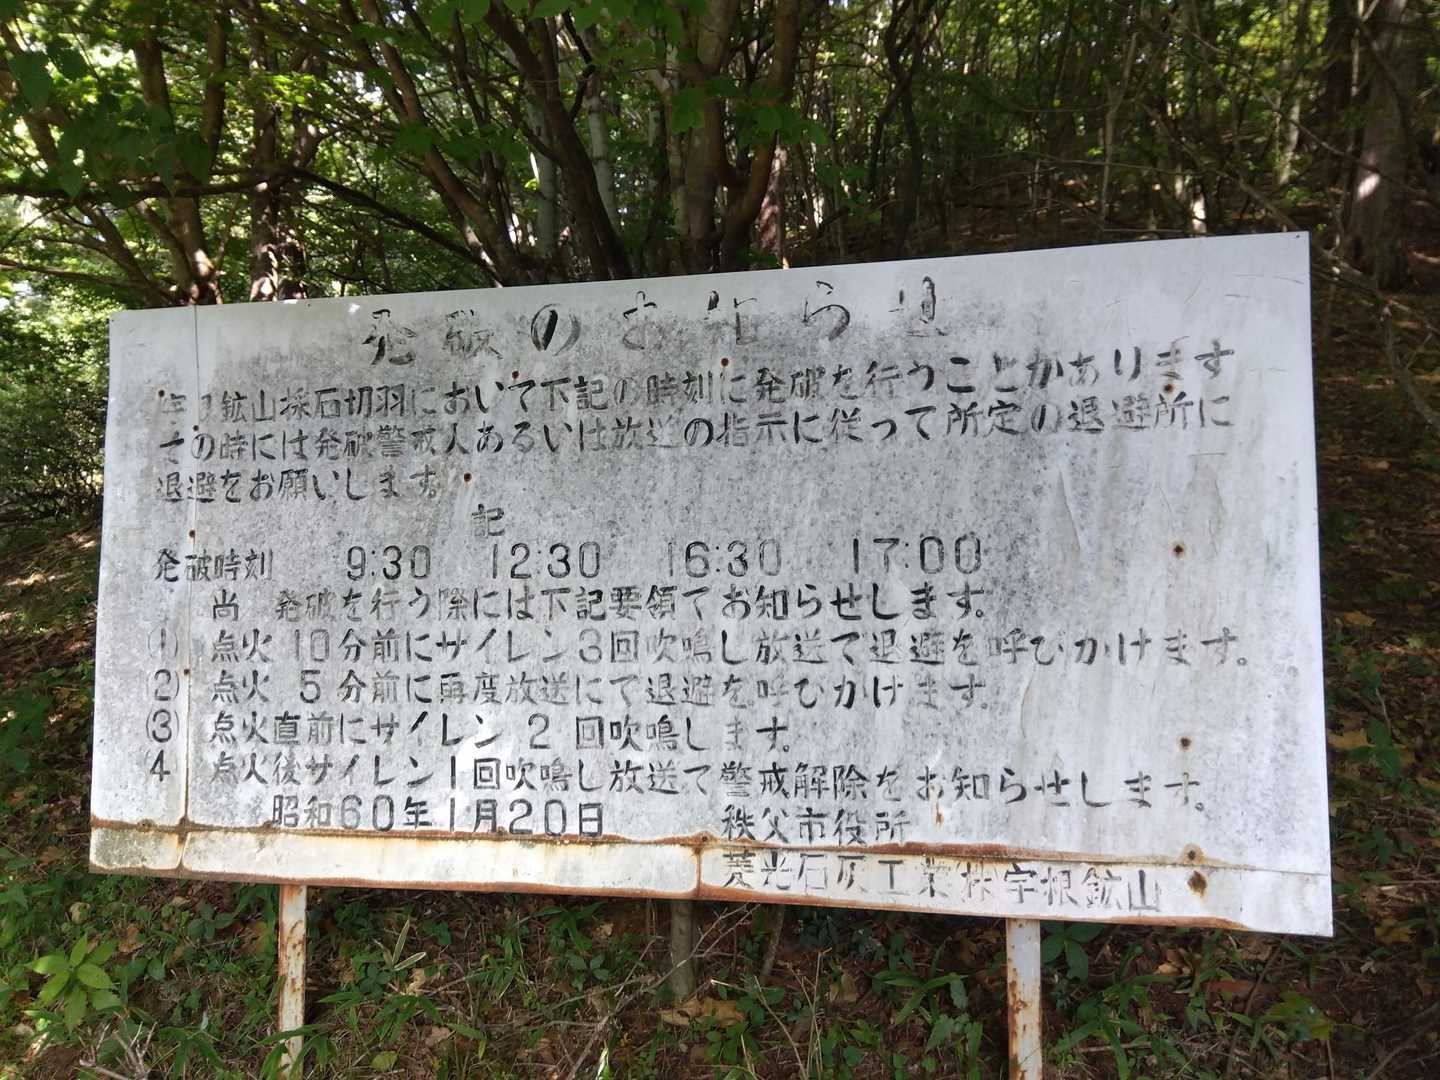 発破のお知らせ
鉱山採石切羽において下記の時刻に発破を行うことがあります
その時には発破警戒人あるいは放送の指示に従って所定の退避所に
退避をお願いします。
記
発破時刻 9:30 12:30 16:30 17:00
尚 発破を行う際には下記要領でお知らせします。
① 点火 10分前にサイレン3回吹鳴し放送で退避を呼びかけます。
② 点火 5分前に再度放送にて退避を呼びかけます。
③ 点火直前にサイレン 2 回吹鳴します。
4 点火後サイレン1回吹鳴し放送で警戒解除をお知らせします。
昭和60年1月20日 秩父市役所
菱光石灰工業㈱宇根鉱山